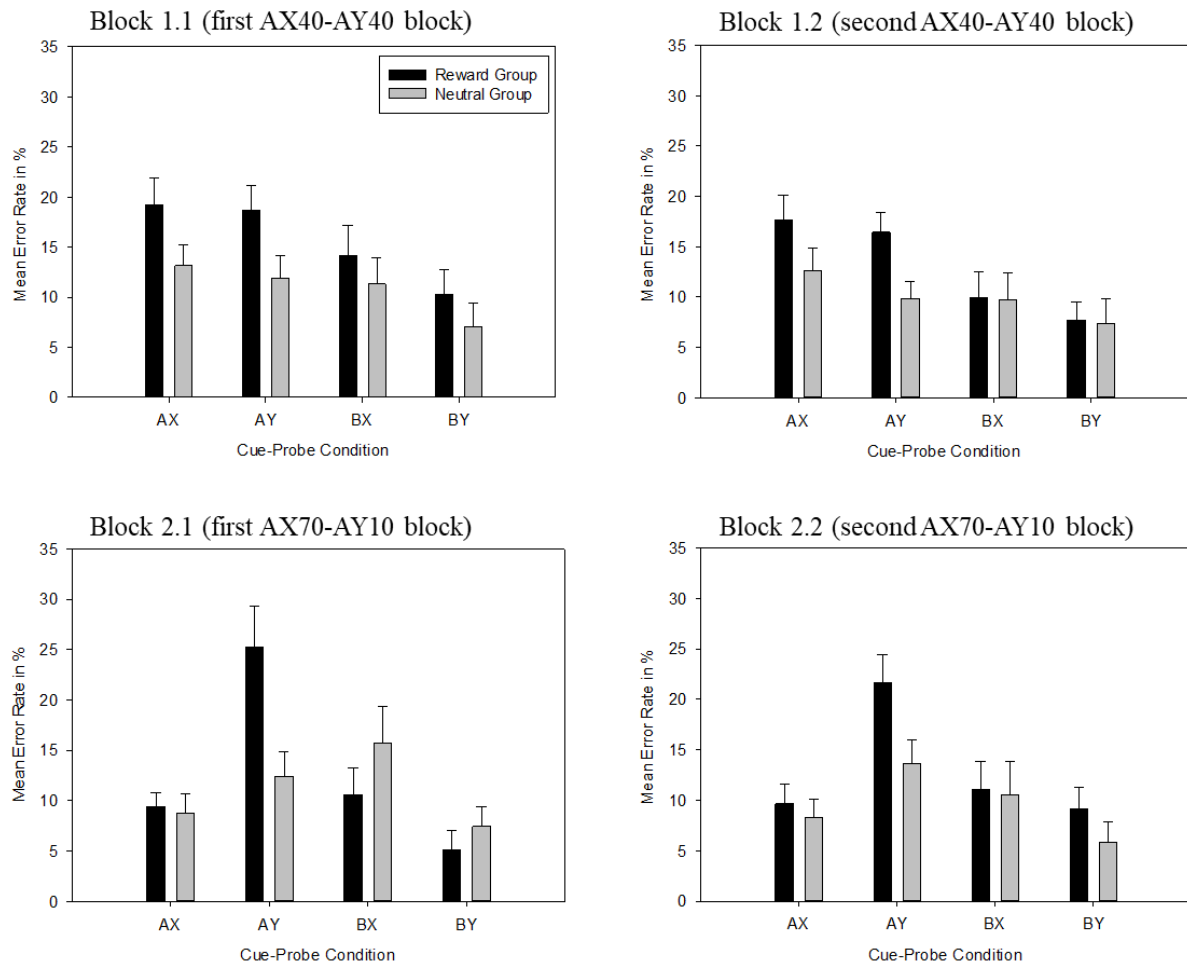 Block 1.1 (first AX40-AY40 block)
35
30
25
20
15
10
5
0
Mean Error Rate in %
Reward Group
Neutral Group
AX AY BX BY
Cue-Probe Condition
Block 1.2 (second AX40-AY40 block)
35
30
25
20
15
10
5
0
Mean Error Rate in %
AX AY BX BY
Cue-Probe Condition
Block 2.1 (first AX70-AY10 block)
35
30
25
20
15
10
5
0
Mean Error Rate in %
AX AY BX BY
Cue-Probe Condition
Block 2.2 (second AX70-AY10 block)
35
30
25
20
15
10
5
0
Mean Error Rate in %
AX AY BX BY
Cue-Probe Condition